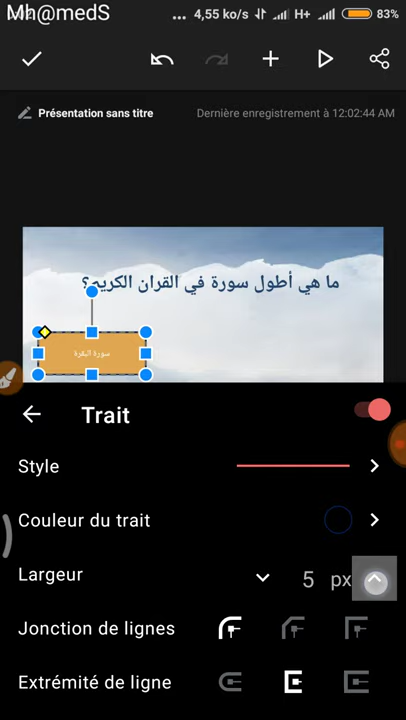 Mh@medS
... 4,55 ko/s H+ 83%
Présentation sans titre
Dernière enregistrement à 12:02:44 AM
ما هي أطول سورة في القران الكريم؟
سورة البقرة
Trait
Style
Couleur du trait
Largeur
5 px
Jonction de lignes
Extrémité de ligne